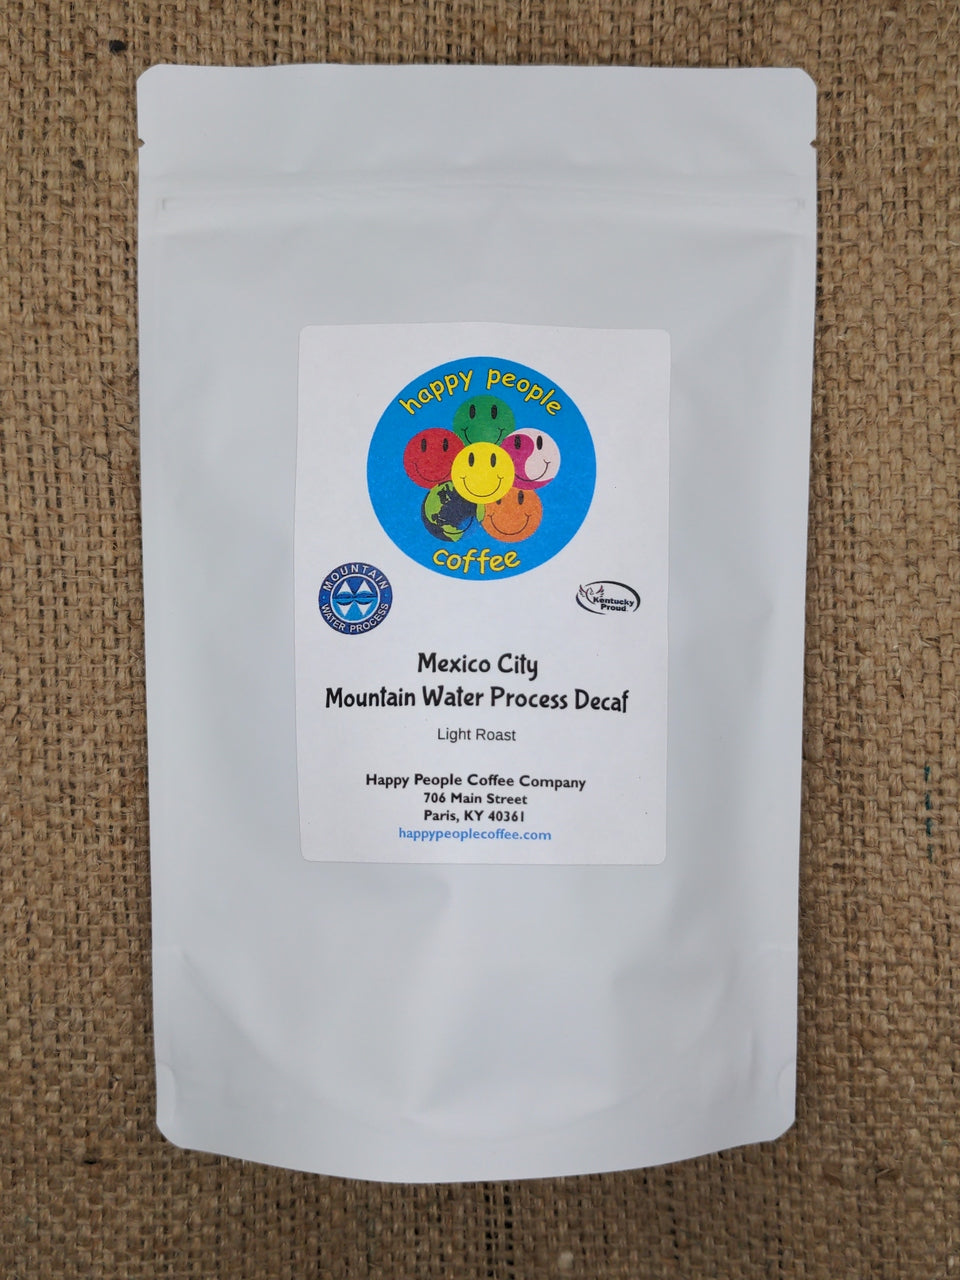 happy people
coffee
MOUNTAIN
WATER PROCESS
Kentucky
Proud
Mexico City
Mountain Water Process Decaf
Light Roast
Happy People Coffee Company
706 Main Street
Paris, KY 40361
happypeoplecoffee.com